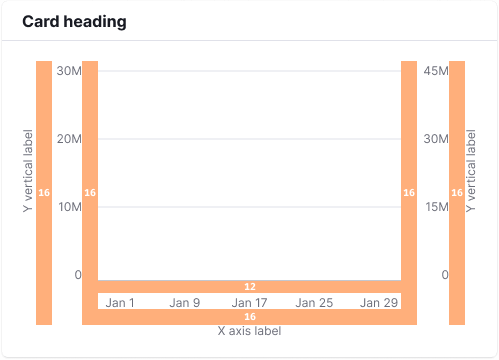 Card heading
30M 45M
20M 30M
16 16 16 16
Y vertical label
Y vertical label
10M 15M
0 0
12
Jan 1 Jan 9 Jan 17 Jan 25 Jan 29
16
X axis label